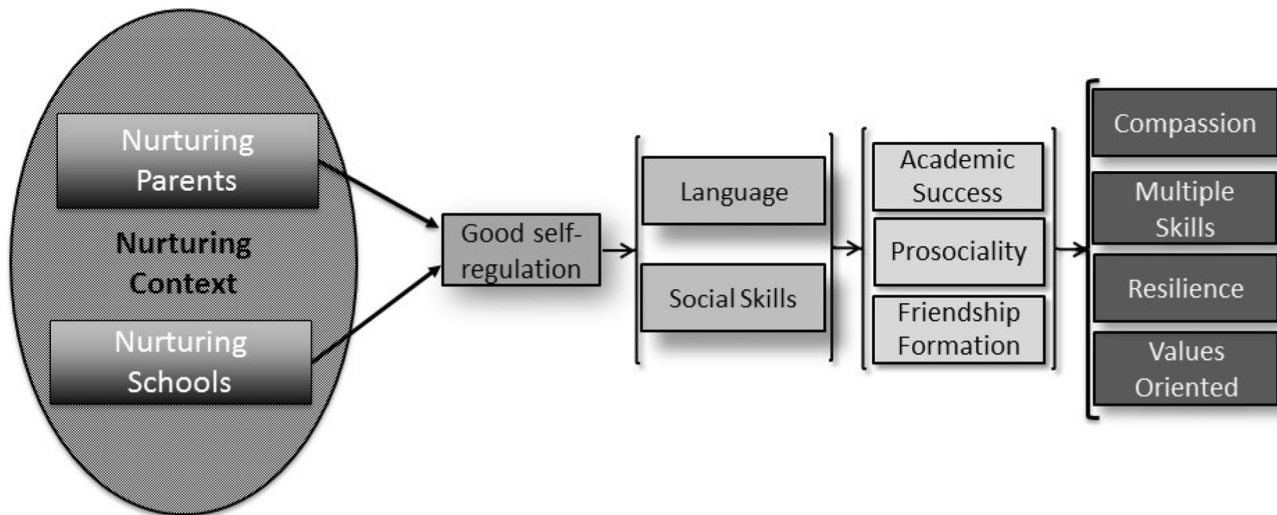 Nurturing
Parents
Nurturing
Context
Nurturing
Schools
Good self-
regulation
Language
Social Skills
Academic
Success
Prosociality
Friendship
Formation
Compassion
Multiple
Skills
Resilience
Values
Oriented